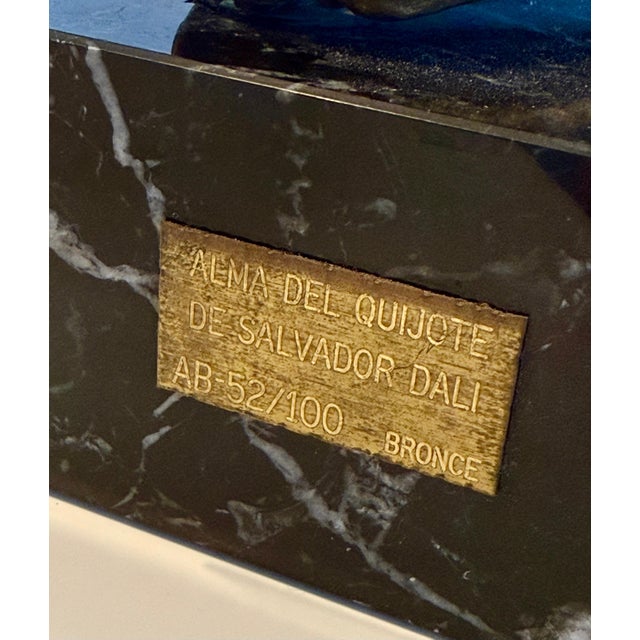 ALMA DEL QUIJOTE
DE SALVADOR DALI
AB-52/100 BRONCE